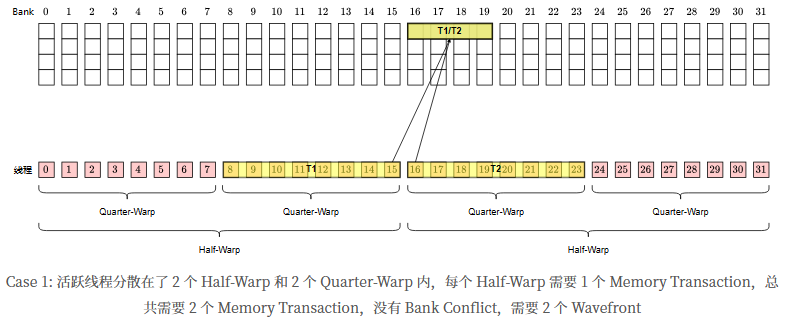 Bank 0 1 2 3 4 5 6 7 8 9 10 11 12 13 14 15 16 17 18 19 20 21 22 23 24 25 26 27 28 29 30 31
T1/T2
线程 0 1 2 3 4 5 6 7 8 9 10 11 T1 12 13 14 15 16 17 18 19 T2 20 21 22 23 24 25 26 27 28 29 30 31
Quarter-Warp Quarter-Warp Quarter-Warp Quarter-Warp
Half-Warp Half-Warp
Case 1: 活跃线程分散在了 2 个 Half-Warp 和 2 个 Quarter-Warp 内，每个 Half-Warp 需要 1 个 Memory Transaction，总
共需要 2 个 Memory Transaction，没有 Bank Conflict，需要 2 个 Wavefront